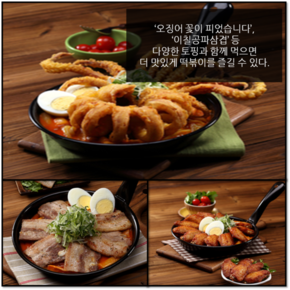 ‘오징어 꽃이 피었습니다’,
‘이칠공파삼겹’ 등
다양한 토핑과 함께 먹으면
더 맛있게 떡볶이를 즐길 수 있다.